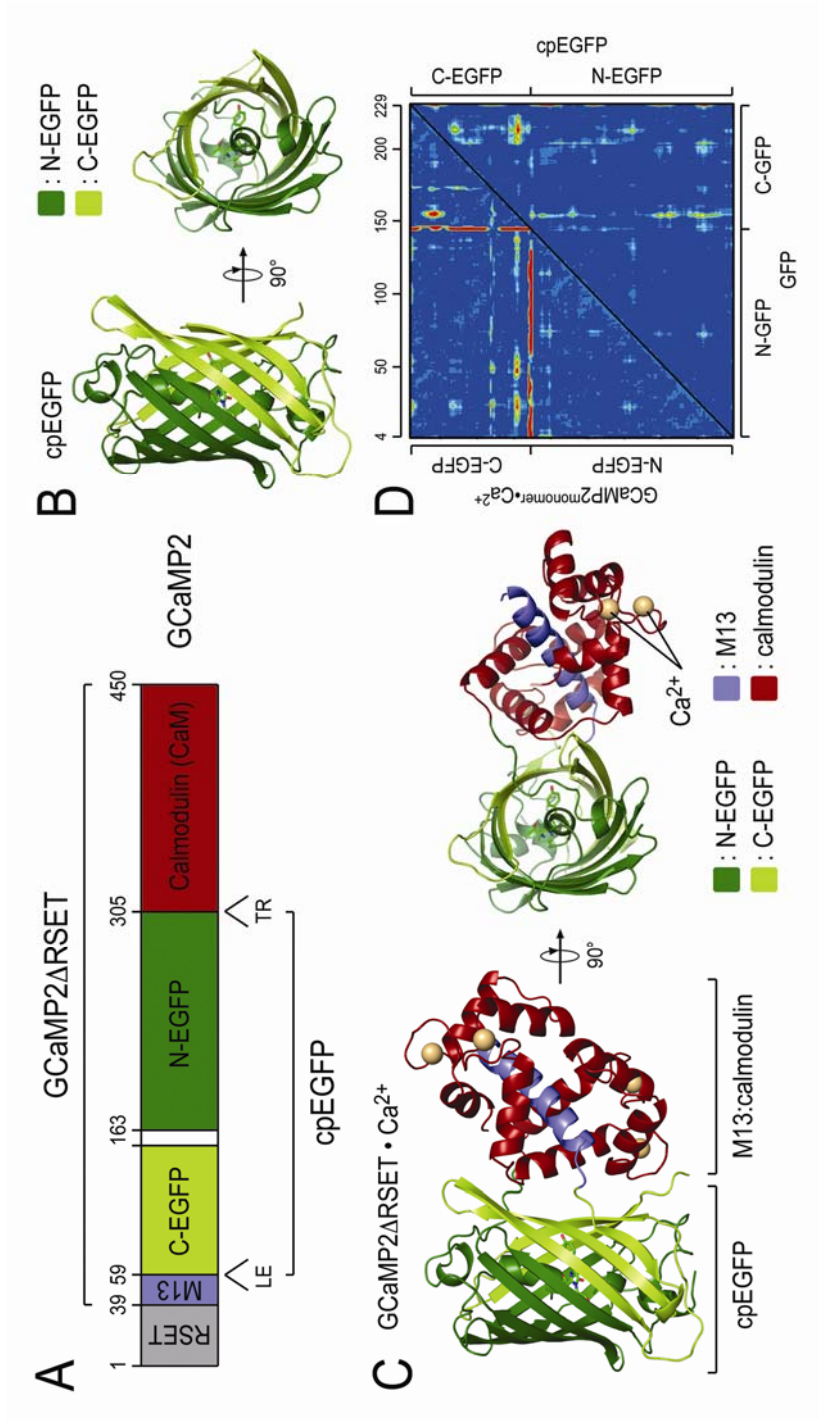 A
GCaMP2ΔRSET
1
39
59
163
305
450
RSET
M13
C-EGFP
N-EGFP
Calmodulin (CaM)
GCaMP2
LE
TR
cpEGFP
B
cpEGFP
90°
: N-EGFP
: C-EGFP
C
GCaMP2ΔRSET • Ca²⁺
cpEGFP
M13:calmodulin
90°
Ca²⁺
: N-EGFP
: C-EGFP
: M13
: calmodulin
D
4
50
100
150
200
229
GCaMP2monomer•Ca²⁺
C-EGFP
N-EGFP
cpEGFP
C-EGFP
N-EGFP
N-GFP
C-GFP
GFP